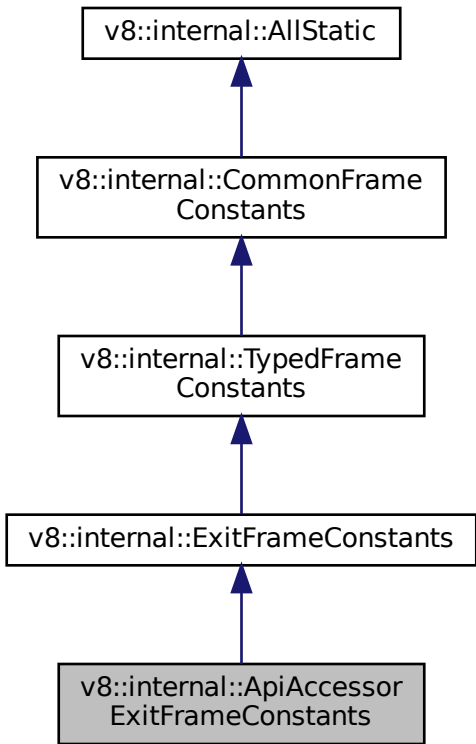 v8::internal::AllStatic
v8::internal::CommonFrame
Constants
v8::internal::TypedFrame
Constants
v8::internal::ExitFrameConstants
v8::internal::ApiAccessor
ExitFrameConstants